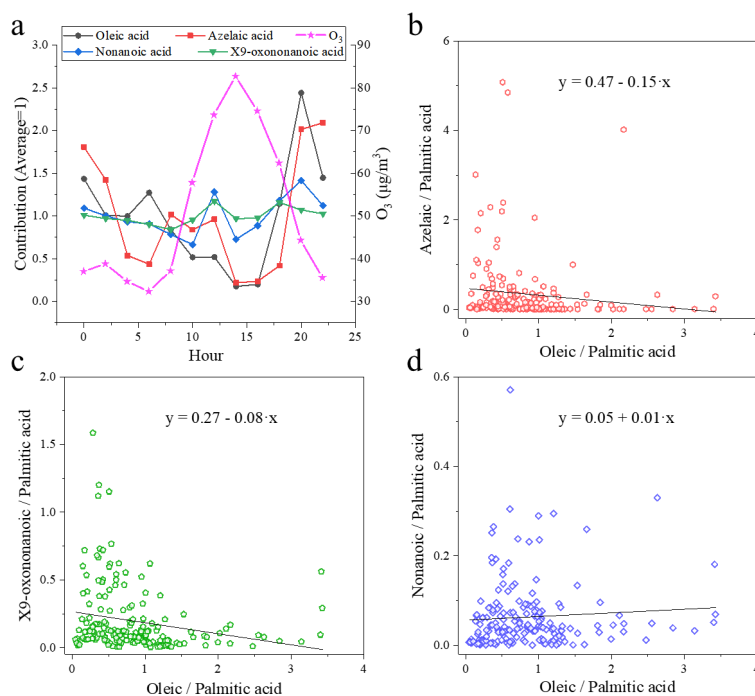 a
Oleic acid
Azelaic acid
O₃
Nonanoic acid
X9-oxononanoic acid
Contribution (Average=1)
3.0
2.5
2.0
1.5
1.0
0.5
0.0
O₃ (μg/m³)
90
80
70
60
50
40
30
0 5 10 15 20 25
Hour
b
y = 0.47 - 0.15·x
Azelaic / Palmitic acid
6
4
2
0
0 1 2 3 4
Oleic / Palmitic acid
c
y = 0.27 - 0.08·x
X9-oxononanoic / Palmitic acid
2.0
1.5
1.0
0.5
0.0
0 1 2 3 4
Oleic / Palmitic acid
d
y = 0.05 + 0.01·x
Nonanoic / Palmitic acid
0.6
0.4
0.2
0.0
0 1 2 3 4
Oleic / Palmitic acid